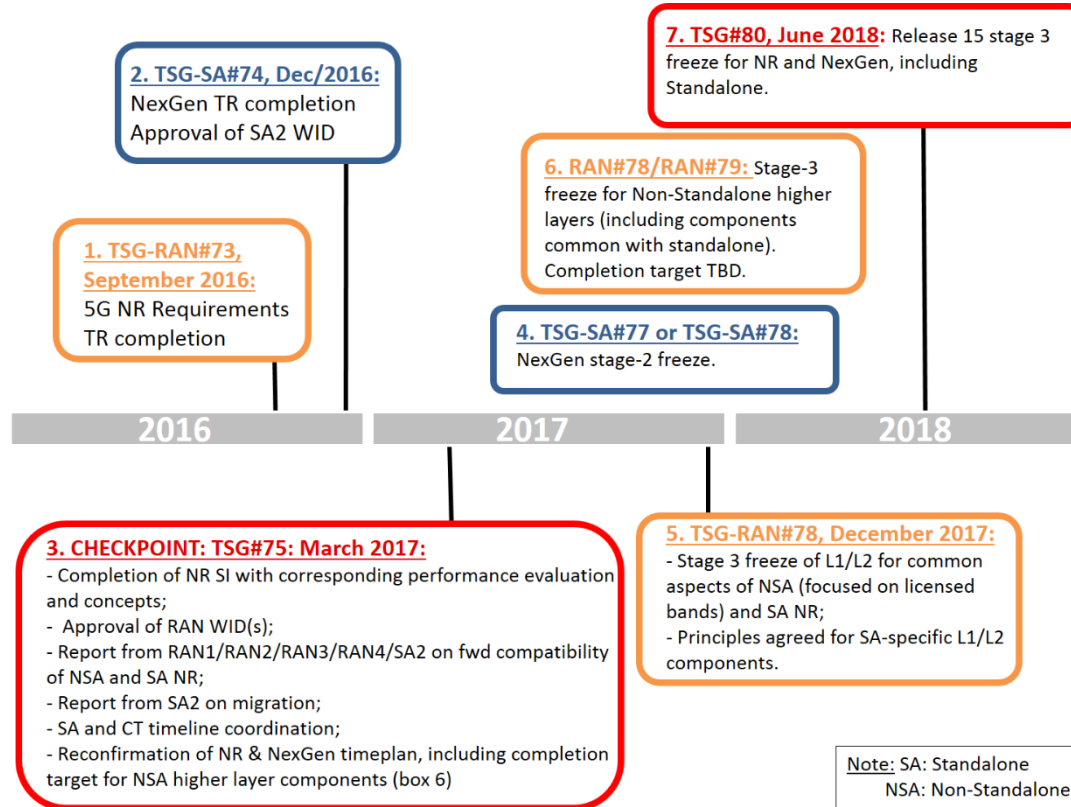 7. TSG#80, June 2018: Release 15 stage 3
freeze for NR and NexGen, including
Standalone.
2. TSG-SA#74, Dec/2016:
NexGen TR completion
Approval of SA2 WID
6. RAN#78/RAN#79: Stage-3
freeze for Non-Standalone higher
layers (including components
common with standalone).
Completion target TBD.
1. TSG-RAN#73,
September 2016:
5G NR Requirements
TR completion
4. TSG-SA#77 or TSG-SA#78:
NexGen stage-2 freeze.
2016
2017
2018
3. CHECKPOINT: TSG#75: March 2017:
- Completion of NR SI with corresponding performance evaluation
and concepts;
- Approval of RAN WID(s);
- Report from RAN1/RAN2/RAN3/RAN4/SA2 on fwd compatibility
of NSA and SA NR;
- Report from SA2 on migration;
- SA and CT timeline coordination;
- Reconfirmation of NR & NexGen timeplan, including completion
target for NSA higher layer components (box 6)
5. TSG-RAN#78, December 2017:
- Stage 3 freeze of L1/L2 for common
aspects of NSA (focused on licensed
bands) and SA NR;
- Principles agreed for SA-specific L1/L2
components.
Note: SA: Standalone
NSA: Non-Standalone